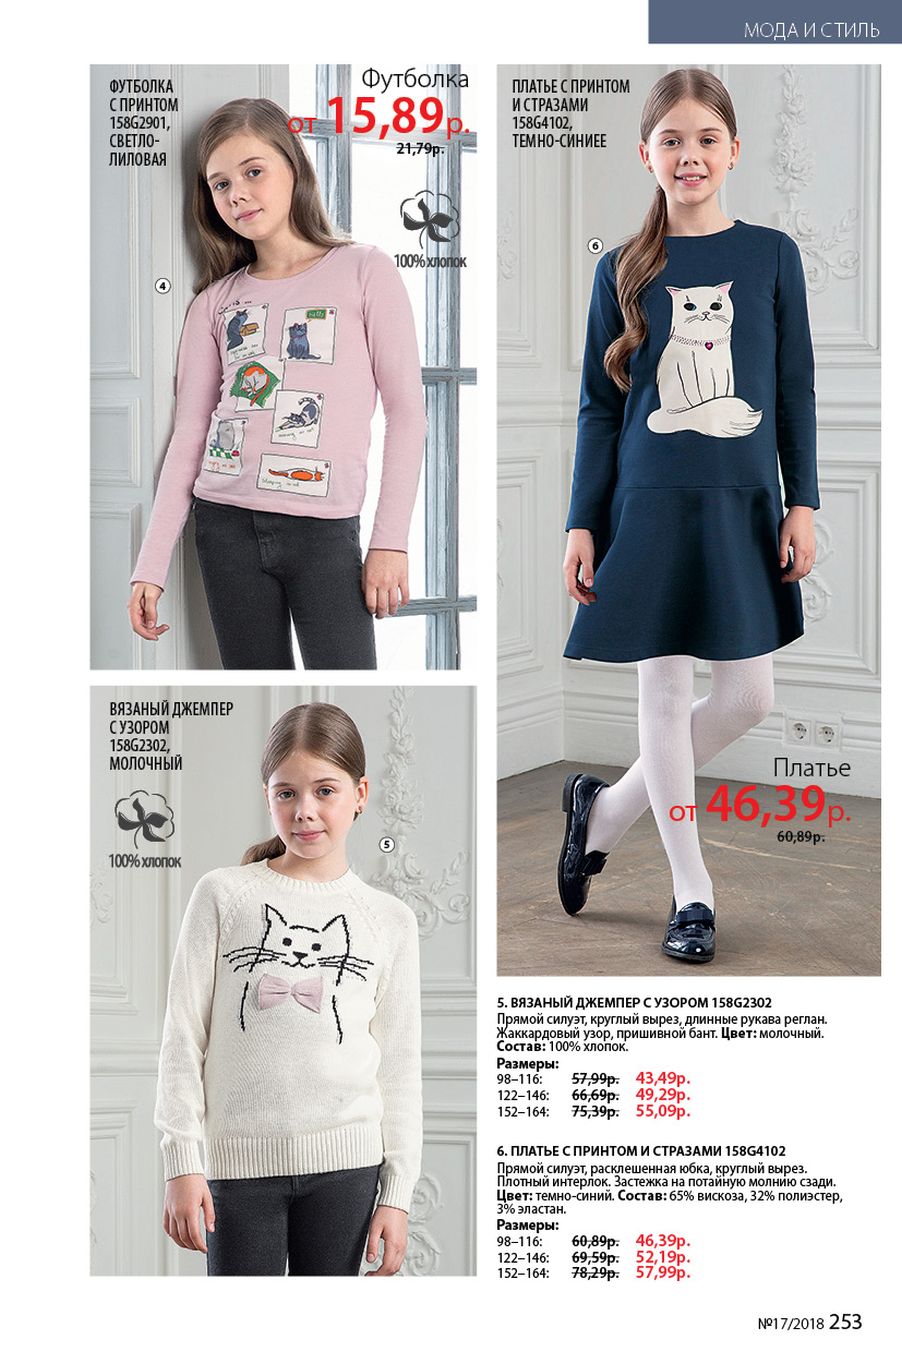 МОДА И СТИЛЬ
ФУТБОЛКА
С ПРИНТОМ
158G2901,
СВЕТЛО-
ЛИЛОВАЯ
Футболка
от 15,89р.
21,79р.
100% хлопок
4
ПЛАТЬЕ С ПРИНТОМ
И СТРАЗАМИ
158G4102,
ТЕМНО-СИНИЕЕ
6
Платье
от 46,39р.
60,89р.
ВЯЗАНЫЙ ДЖЕМПЕР
С УЗОРОМ
158G2302,
МОЛОЧНЫЙ
100% хлопок
5
5. ВЯЗАНЫЙ ДЖЕМПЕР С УЗОРОМ 158G2302
Прямой силуэт, круглый вырез, длинные рукава реглан.
Жаккардовый узор, пришивной бант. Цвет: молочный.
Состав: 100% хлопок.
Размеры:
98–116: 57,99р. 43,49р.
122–146: 66,69р. 49,29р.
152–164: 75,39р. 55,09р.
6. ПЛАТЬЕ С ПРИНТОМ И СТРАЗАМИ 158G4102
Прямой силуэт, расклешенная юбка, круглый вырез.
Плотный интерлок. Застежка на потайную молнию сзади.
Цвет: темно-синий. Состав: 65% вискоза, 32% полиэстер,
3% эластан.
Размеры:
98–116: 60,89р. 46,39р.
122–146: 69,59р. 52,19р.
152–164: 78,29р. 57,99р.
№17/2018 253